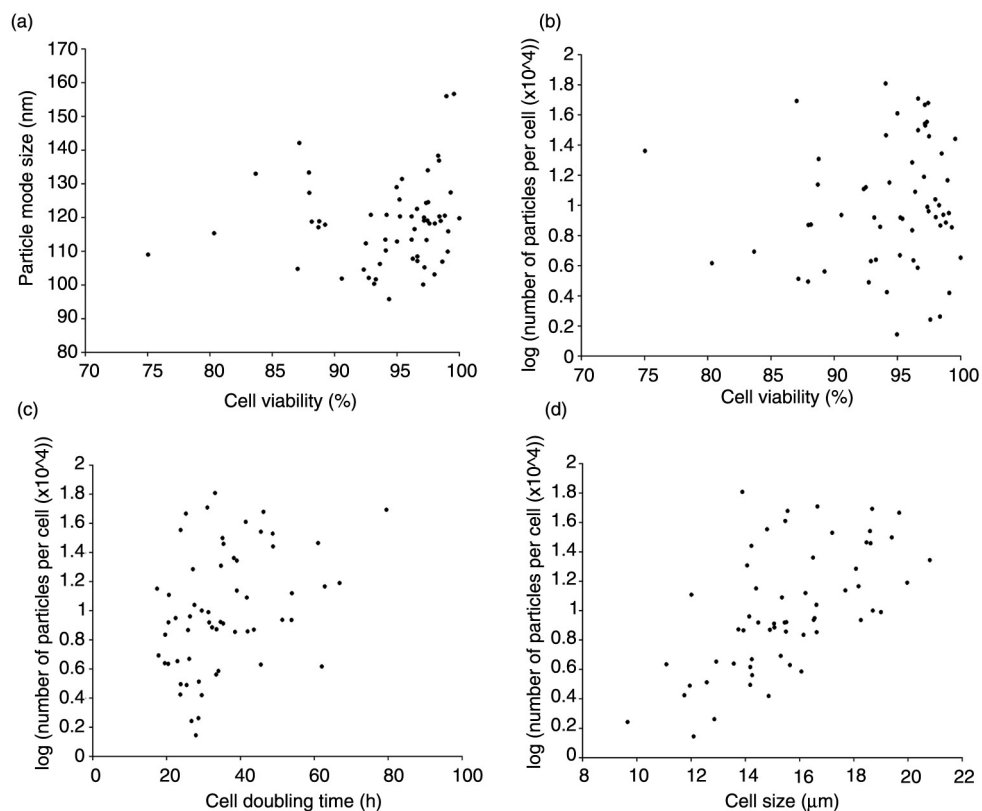 (a)
170
160
150
140
130
120
110
100
90
80
Particle mode size (nm)
70 75 80 85 90 95 100
Cell viability (%)
(b)
2
1.8
1.6
1.4
1.2
1
0.8
0.6
0.4
0.2
0
log (number of particles per cell (x10^4))
70 75 80 85 90 95 100
Cell viability (%)
(c)
2
1.8
1.6
1.4
1.2
1
0.8
0.6
0.4
0.2
0
log (number of particles per cell (x10^4))
0 20 40 60 80 100
Cell doubling time (h)
(d)
2
1.8
1.6
1.4
1.2
1
0.8
0.6
0.4
0.2
0
log (number of particles per cell (x10^4))
8 10 12 14 16 18 20 22
Cell size (μm)